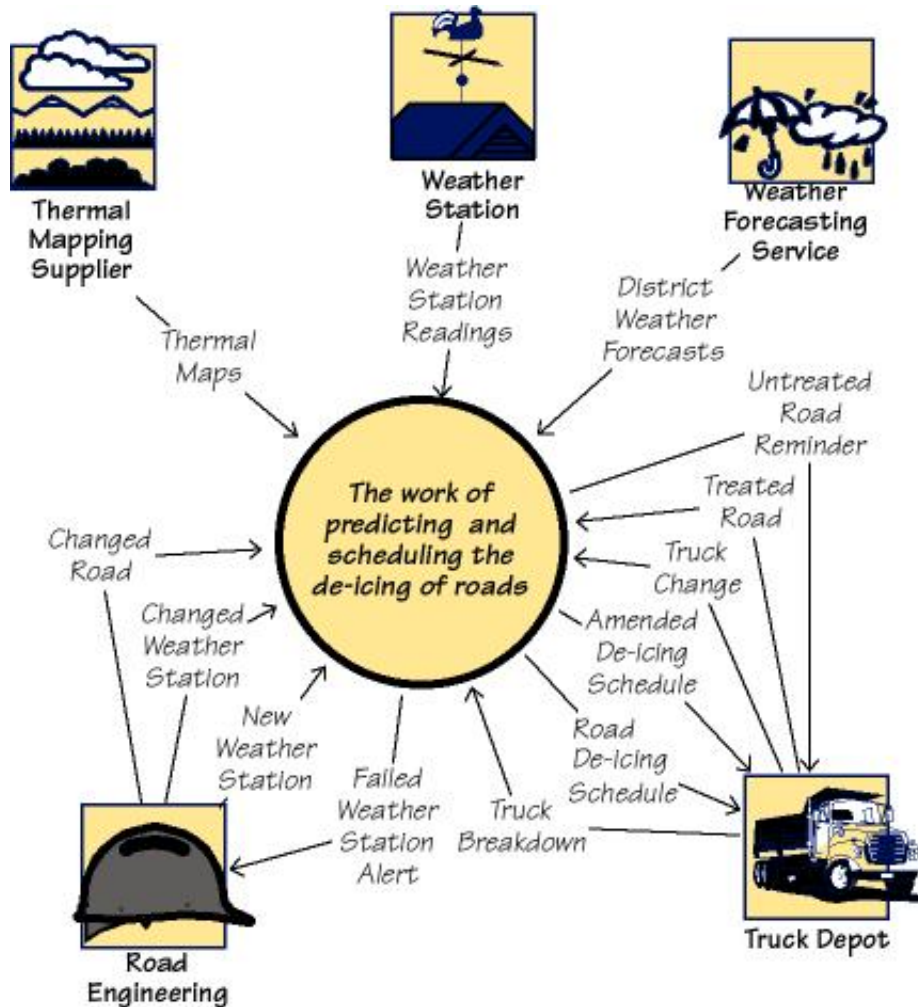 Thermal
Mapping
Supplier
Weather
Station
Weather
Forecasting
Service
Thermal
Maps
Weather
Station
Readings
District
Weather
Forecasts
Untreated
Road
Reminder
The work of
predicting and
scheduling the
de-icing of roads
Treated
Road
Truck
Change
Amended
De-icing
Schedule
Road
De-icing
Schedule
Truck
Breakdown
Changed
Road
Changed
Weather
Station
New
Weather
Station
Failed
Weather
Station
Alert
Road
Engineering
Truck Depot